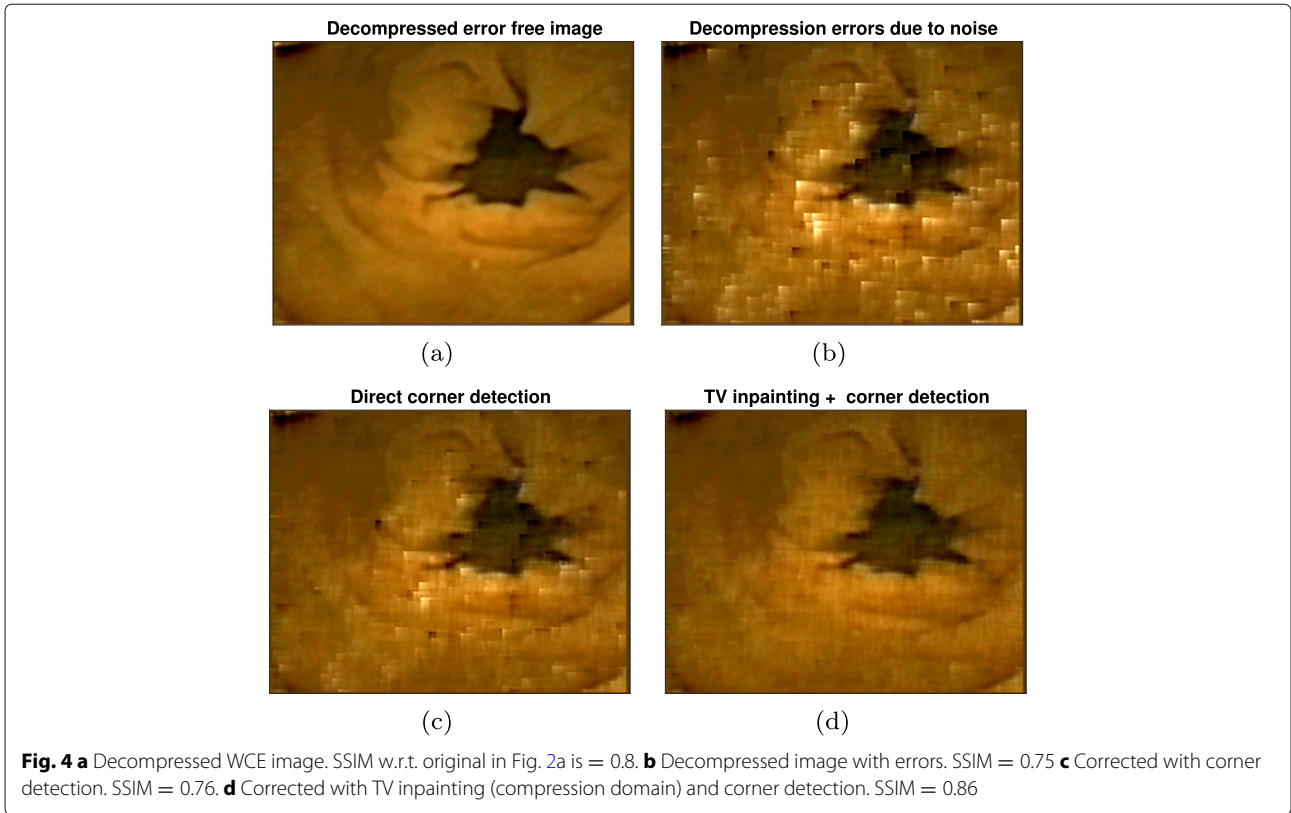 Decompressed error free image
Decompression errors due to noise
(a)
(b)
Direct corner detection
TV inpainting + corner detection
(c)
(d)
Fig. 4 a Decompressed WCE image. SSIM w.r.t. original in Fig. 2a is = 0.8. b Decompressed image with errors. SSIM = 0.75 c Corrected with corner
detection. SSIM = 0.76. d Corrected with TV inpainting (compression domain) and corner detection. SSIM = 0.86